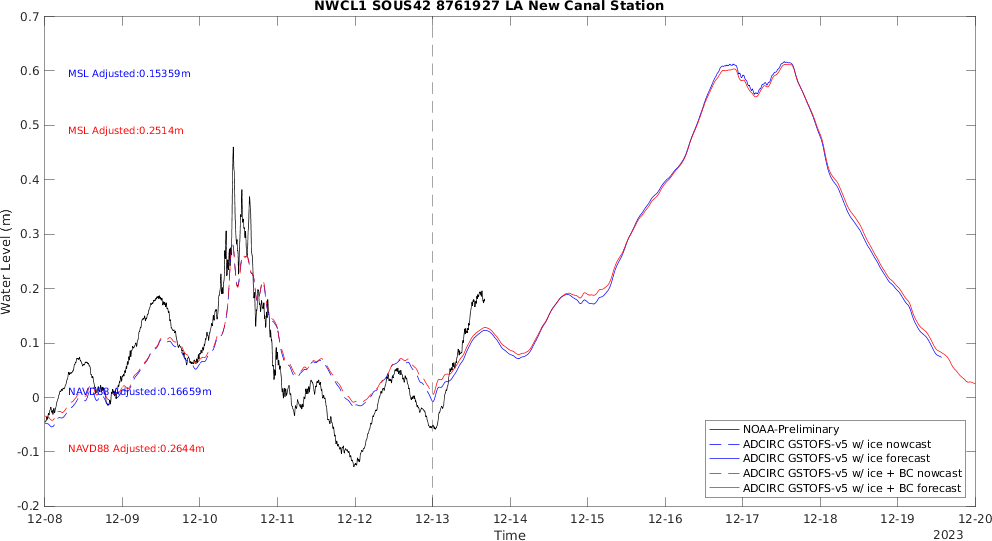 NWCL1 SOUS42 8761927 LA New Canal Station
Water Level (m)
0.7
0.6
0.5
0.4
0.3
0.2
0.1
0
-0.1
-0.2
MSL Adjusted:0.15359m
MSL Adjusted:0.2514m
NAVD88 Adjusted:0.16659m
NAVD88 Adjusted:0.2644m
NOAA-Preliminary
ADCIRC GSTOFS-v5 w/ ice nowcast
ADCIRC GSTOFS-v5 w/ ice forecast
ADCIRC GSTOFS-v5 w/ ice + BC nowcast
ADCIRC GSTOFS-v5 w/ ice + BC forecast
12-08 12-09 12-10 12-11 12-12 12-13 12-14 12-15 12-16 12-17 12-18 12-19 12-20
Time
2023